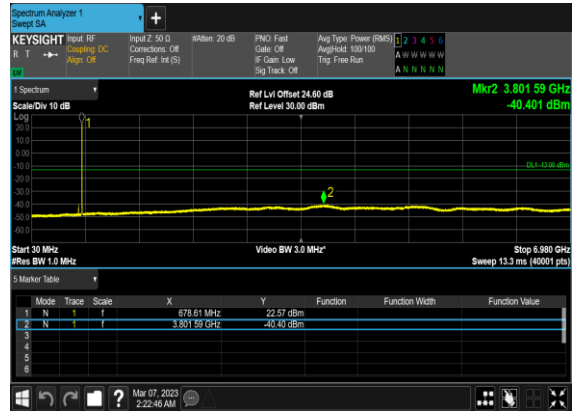 Spectrum Analyzer 1
Swept SA
+
KEYSIGHT Input: RF Input Z: 50 Ω #Atten: 20 dB PNO: Fast Avg Type: Power (RMS) 1 2 3 4 5 6
R T Coupling: DC Corrections: Off Gate: Off Avg|Hold: 100/100 A W W W W W
Align: Off Freq Ref: Int (S) IF Gain: Low Trig: Free Run
Sig Track: Off A N N N N N
1 Spectrum Ref Lvl Offset 24.60 dB Mkr2 3.801 59 GHz
Scale/Div 10 dB Ref Level 30.00 dBm -40.401 dBm
Log
20.0
10.0
0.00
-10.0
-20.0
-30.0
-40.0
-50.0
-60.0
1
DL1 -13.00 dBm
2
Start 30 MHz Video BW 3.0 MHz* Stop 6.980 GHz
#Res BW 1.0 MHz Sweep 13.3 ms (40001 pts)
5 Marker Table
Mode Trace Scale X Y Function Function Width Function Value
1 N 1 f 678.61 MHz 22.57 dBm
2 N 1 f 3.801 59 GHz -40.40 dBm
3
4
5
6
? Mar 07, 2023
2:22:46 AM